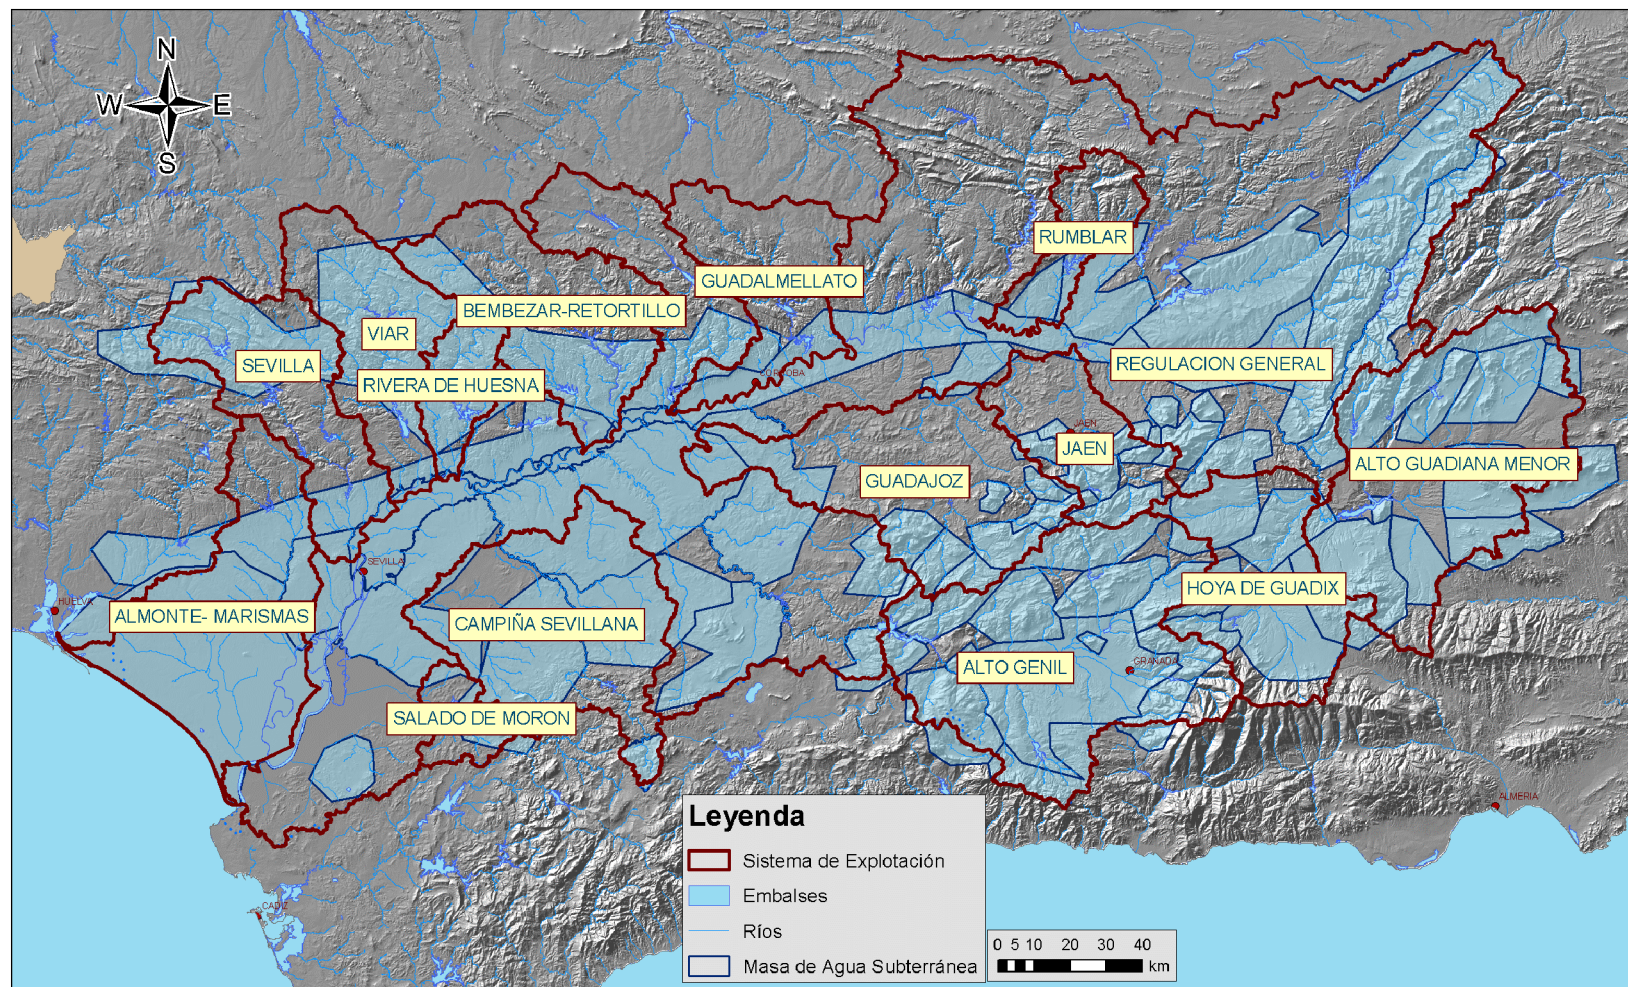 N
W E
S
RUMBLAR
GUADALMELLATO
BEMBEZAR-RETORTILLO
VIAR
SEVILLA
REGULACION GENERAL
CORDOBA
RIVERA DE HUESNA
JAEN
JAEN
ALTO GUADIANA MENOR
GUADAJOZ
SEVILLA
HOYA DE GUADIX
HUELVA
ALMONTE- MARISMAS
CAMPIÑA SEVILLANA
ALTO GENIL
GRANADA
SALADO DE MORON
ALMERIA
CADIZ
Leyenda
Sistema de Explotación
Embalses
Ríos
Masa de Agua Subterránea
0 5 10 20 30 40
km